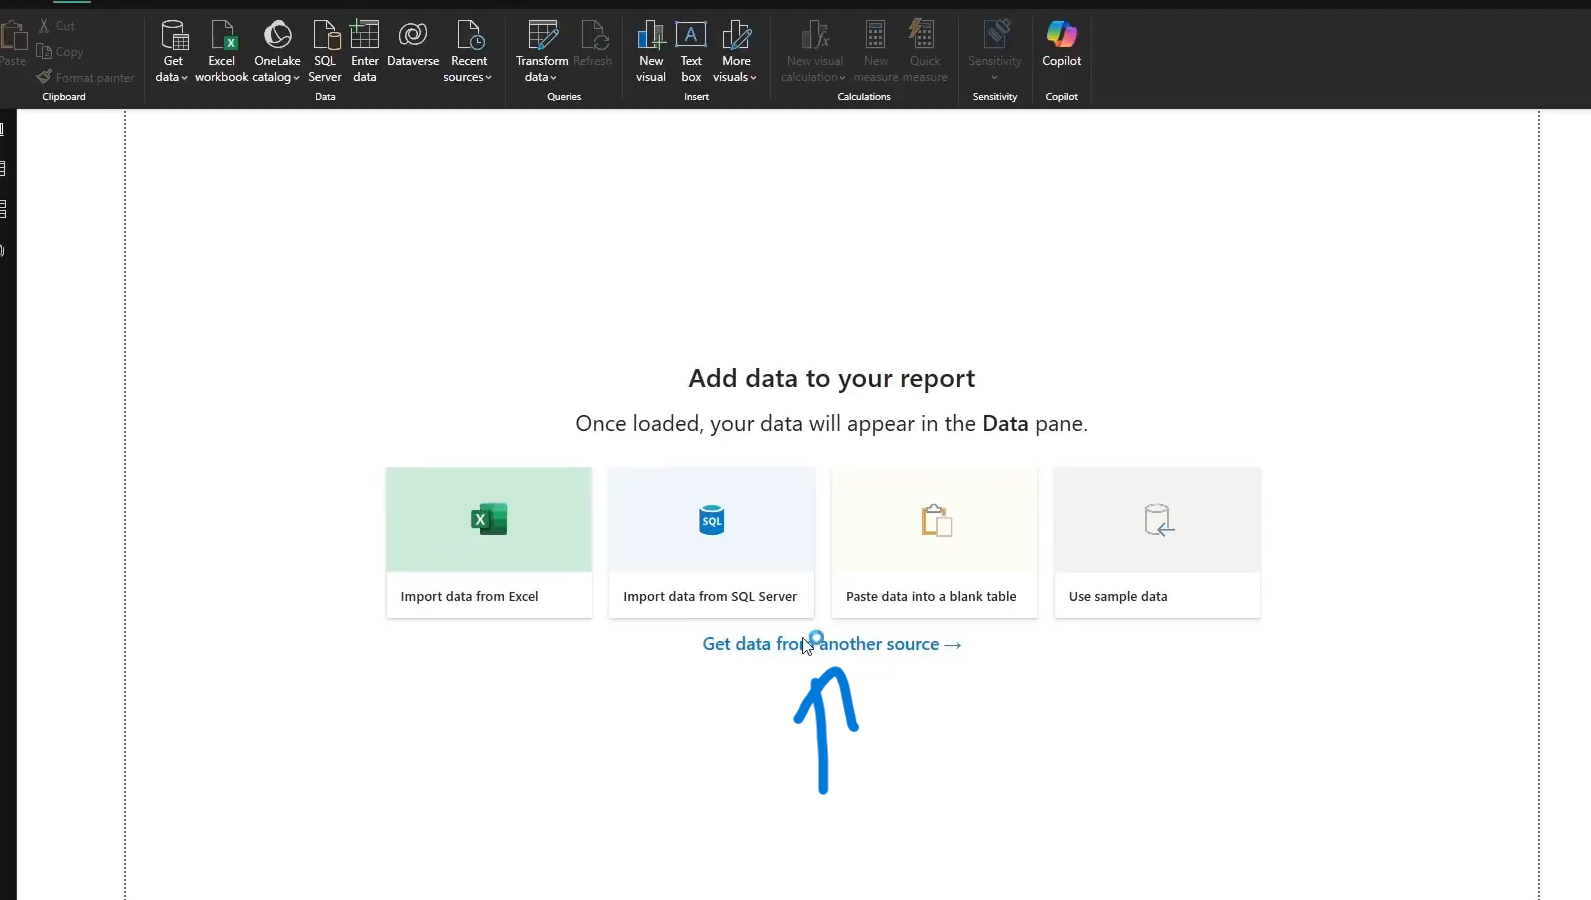 Cut
Copy
Format painter
Paste
Clipboard
Get data
Excel workbook
OneLake catalog
SQL Server
Enter data
Dataverse
Recent sources
Data
Transform data
Refresh
Queries
New visual
A
Text box
More visuals
Insert
New visual calculation
New measure
Quick measure
Calculations
Sensitivity
Sensitivity
Copilot
Copilot
Add data to your report
Once loaded, your data will appear in the Data pane.
X
SQL
Import data from Excel
Import data from SQL Server
Paste data into a blank table
Use sample data
Get data from another source →